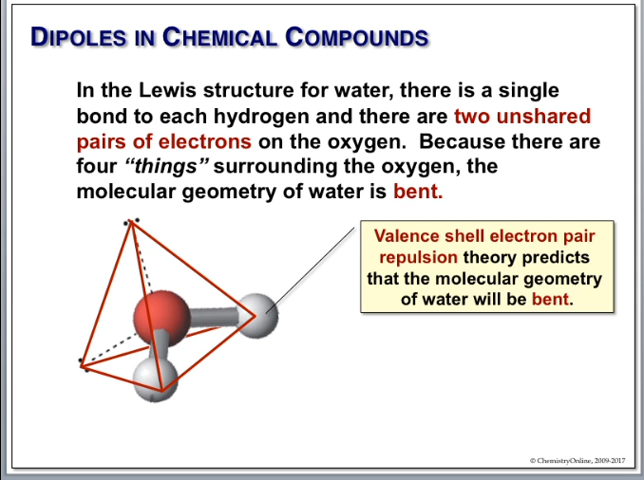 DIPOLES IN CHEMICAL COMPOUNDS
In the Lewis structure for water, there is a single
bond to each hydrogen and there are two unshared
pairs of electrons on the oxygen. Because there are
four “things” surrounding the oxygen, the
molecular geometry of water is bent.
Valence shell electron pair
repulsion theory predicts
that the molecular geometry
of water will be bent.
© ChemistryOnline, 2009-2017